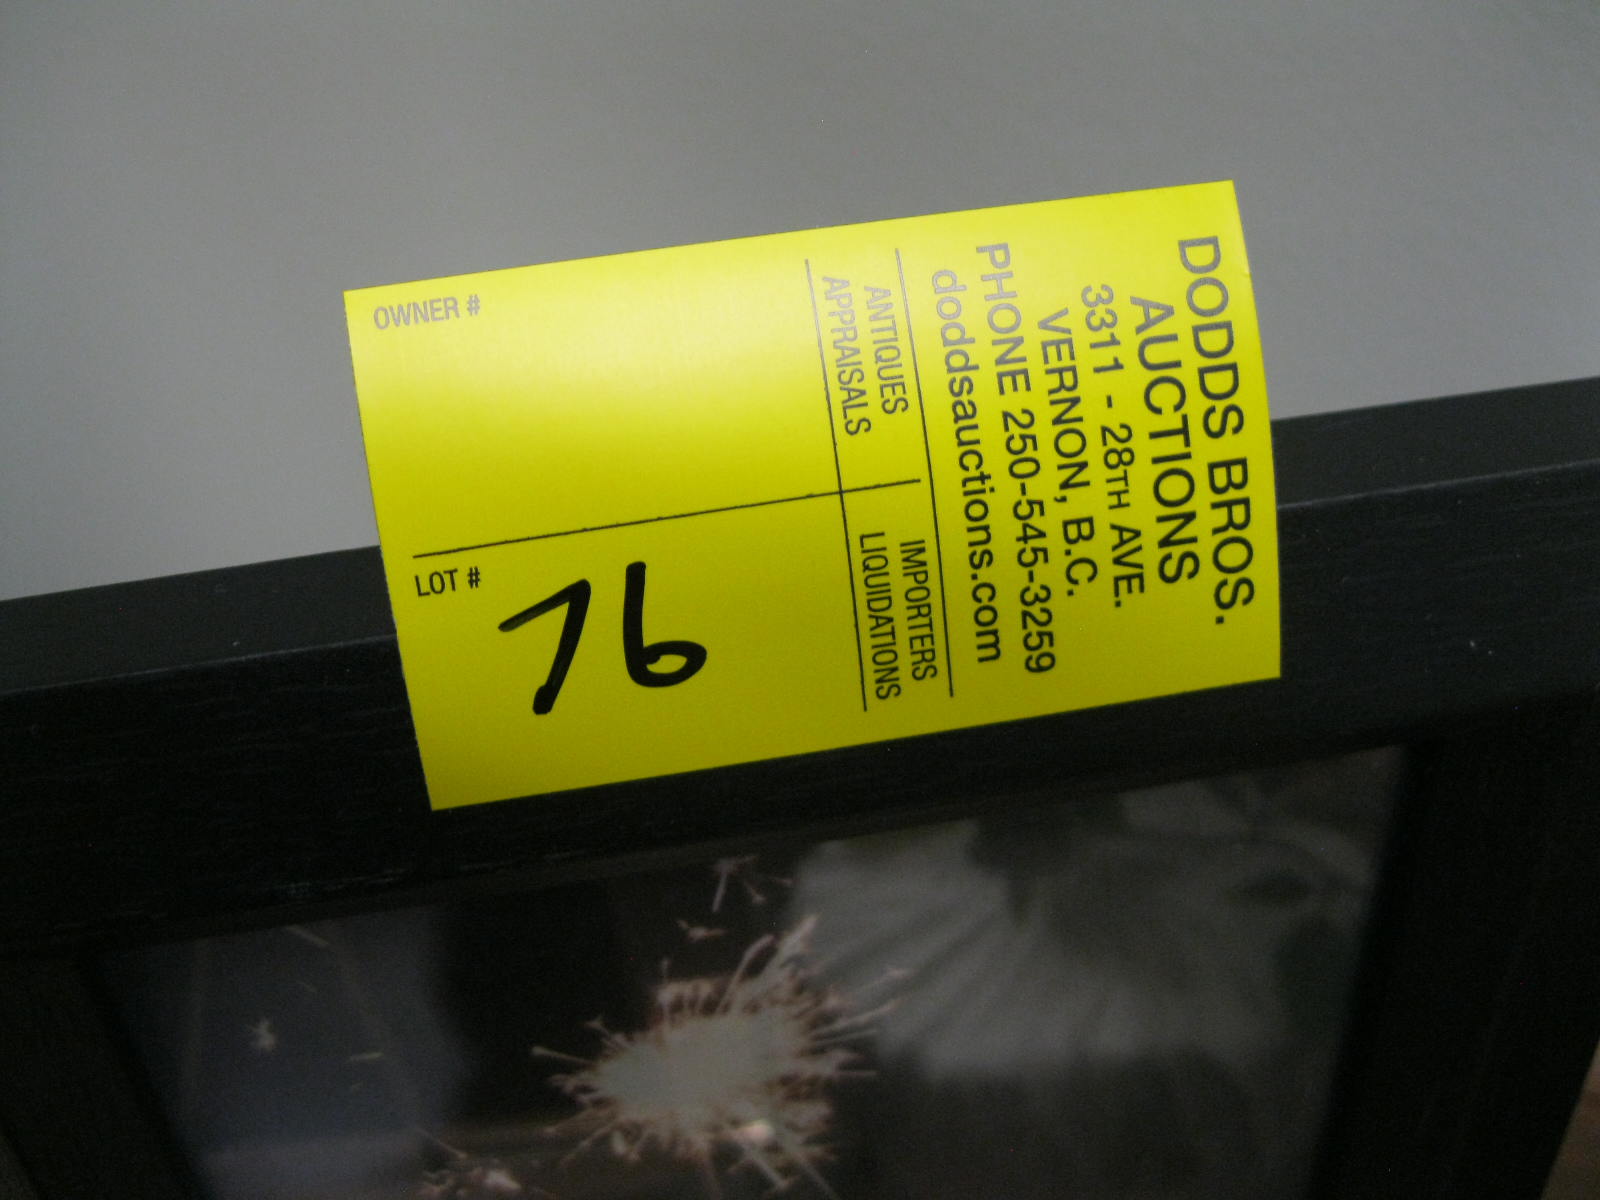 DODDS BROS.
AUCTIONS
3311 - 28TH AVE.
VERNON, B.C.
PHONE 250-545-3259
doddsauctions.com
ANTIQUES
APPRAISALS
IMPORTERS
LIQUIDATIONS
OWNER #
LOT #
76